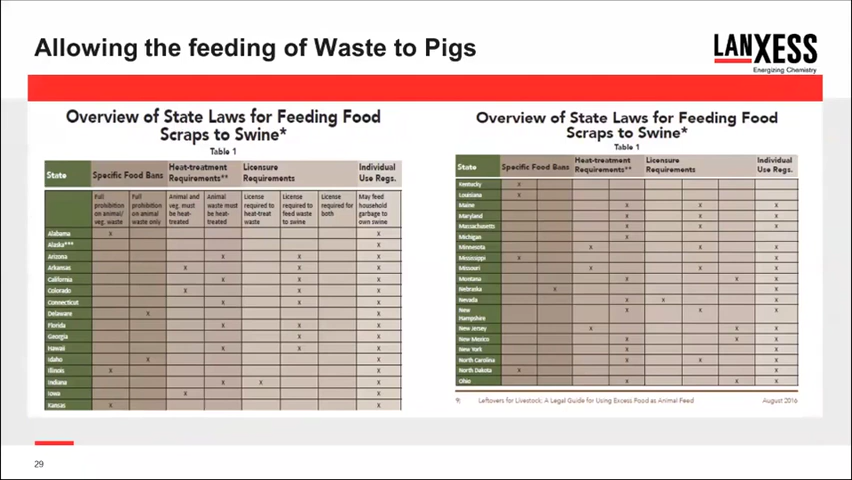 Allowing the feeding of Waste to Pigs
LANXESS
Energizing Chemistry
Overview of State Laws for Feeding Food
Scraps to Swine*
Table 1
State Specific Food Bans Heat-treatment Requirements** Licensure Requirements Individual Use Regs.
Full prohibition on animal/ veg. waste Full prohibition on animal waste only Animal and veg. must be heat-treated Animal waste must be heat-treated License required to heat-treat waste License required to feed waste to swine License required for both May feed household garbage to own swine
Alabama x x
Alaska*** x
Arizona x x x
Arkansas x x x
California x x x
Colorado x x x
Connecticut x x x
Delaware x x
Florida x x x
Georgia x x
Hawaii x x x
Idaho x x
Illinois x x
Indiana x x x
Iowa x x
Kansas x x
Overview of State Laws for Feeding Food
Scraps to Swine*
Table 1
State Specific Food Bans Heat-treatment Requirements** Licensure Requirements Individual Use Regs.
Kentucky x
Louisiana x
Maine x x x
Maryland x x x
Massachusetts x x x
Michigan x
Minnesota x x x
Mississippi x x
Missouri x x x
Montana x x x
Nebraska x x
Nevada x x x
New Hampshire x x x
New Jersey x x x
New Mexico x x x
New York x x
North Carolina x x x
North Dakota x x
Ohio x x x
9 Leftovers for Livestock: A Legal Guide for Using Excess Food as Animal Feed August 2016
29